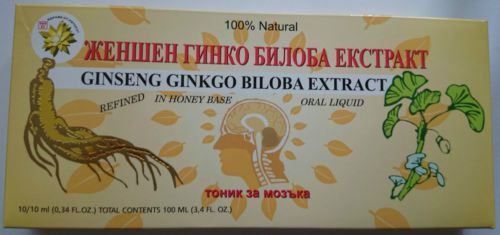 100% Natural
ЖЕНШЕН ГИНКО БИЛОБА ЕКСТРАКТ
GINSENG GINKGO BILOBA EXTRACT
REFINED IN HONEY BASE ORAL LIQUID
тоник за мозъка
10/10 ml (0,34 FL.OZ.) TOTAL CONTENTS 100 ML (3,4 FL. OZ.)